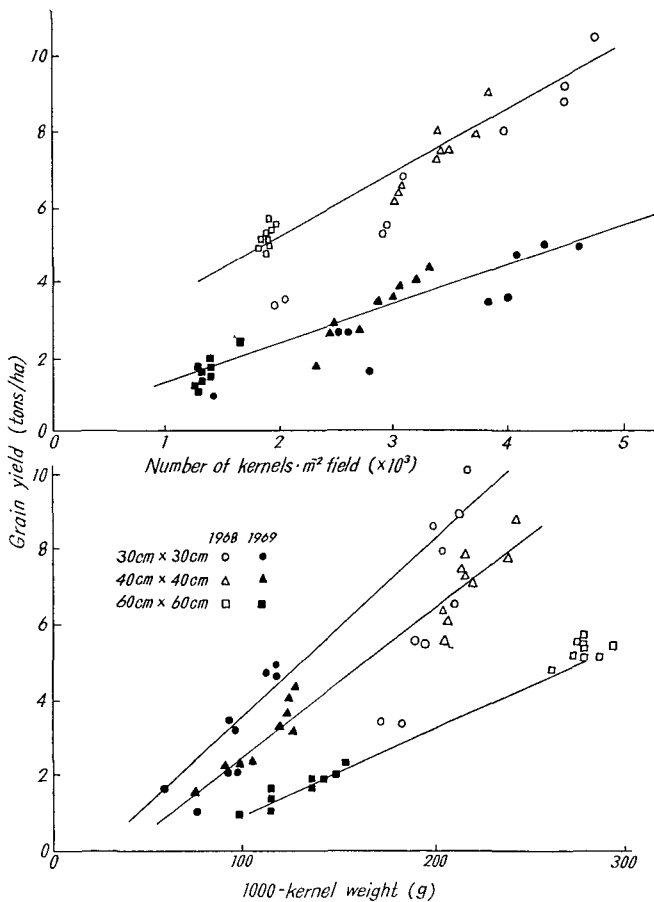 10
8
6
4
2
0
0 1 2 3 4 5
Number of kernels·m⁻² field (×10³)
Grain yield (tons/ha)
10
8
6
4
2
0
1968 1969
30cm × 30cm ○ ●
40cm × 40cm △ ▲
60cm × 60cm □ ■
0 100 200 300
1000-kernel weight (g)